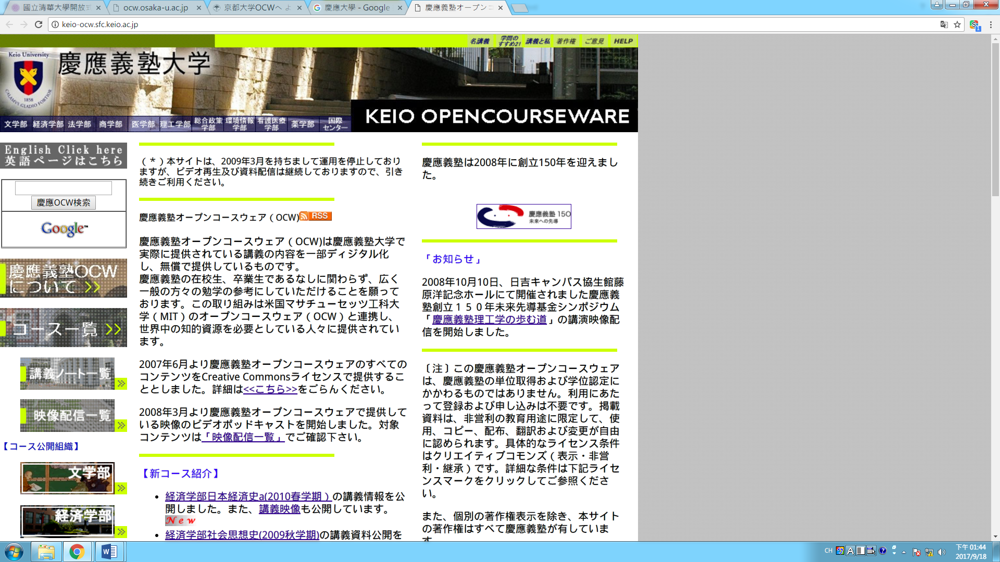 國立清華大學開放式
ocw.osaka-u.ac.jp
京都大学OCWへ よ
慶應大學 - Google
慶應義塾オープンコ
keio-ocw.sfc.keio.ac.jp
名講義 学問のすすめ21 講義と私 著作権 ご意見 HELP
Keio University
慶應義塾大学
1858
CALAMVS GLADIO FORTIOR
KEIO OPENCOURSEWARE
文学部 経済学部 法学部 商学部 医学部 理工学部 総合政策学部 環境情報学部 看護医療学部 薬学部 国際センター
English Click here
英語ページはこちら
慶應OCW検索
Google™
慶應義塾OCW
について >>
コース一覧 >>
講義ノート一覧
映像配信一覧
【コース公開組織】
文学部
経済学部
（＊）本サイトは、2009年3月を持ちまして運用を停止しており
ますが、ビデオ再生及び資料配信は継続しておりますので、引き
続きご利用ください。
慶應義塾オープンコースウェア（OCW) RSS
慶應義塾オープンコースウェア（OCW)は慶應義塾大学で
実際に提供されている講義の内容を一部ディジタル化
し、無償で提供しているものです。
慶應義塾の在校生、卒業生であるなしに関わらず、広く
一般の方々の勉学の参考にしていただけることを願って
おります。この取り組みは米国マサチューセッツ工科大
学（MIT）のオープンコースウェア（OCW）と連携し、
世界中の知的資源を必要としている人々に提供されてい
ます。
2007年6月より慶應義塾オープンコースウェアのすべての
コンテンツをCreative Commonsライセンスで提供するこ
ととしました。詳細は<<こちら>>をごらんください。
2008年3月より慶應義塾オープンコースウェアで提供して
いる映像のビデオポッドキャストを開始しました。対象
コンテンツは「映像配信一覧」でご確認下さい。
【新コース紹介】
• 経済学部日本経済史a(2010春学期）の講義情報を公
開しました。また、講義映像も公開しています。
New
• 経済学部社会思想史(2009秋学期)の講義資料公開を
慶應義塾は2008年に創立150年を迎えまし
た。
慶應義塾 150
未来への先導
「お知らせ」
2008年10月10日、日吉キャンパス協生館藤
原洋記念ホールにて開催されました慶應義
塾創立１５０年未来先導基金シンポジウム
「慶應義塾理工学の歩む道」の講演映像配
信を開始しました。
〔注〕この慶應義塾オープンコースウェア
は、慶應義塾の単位取得および学位認定に
かかわるものではありません。利用にあた
って登録および申し込みは不要です。掲載
資料は、非営利の教育用途に限定して、使
用、コピー、配布、翻訳および変更が自由
に認められます。具体的なライセンス条件
はクリエイティブコモンズ（表示・非営
利・継承）です。詳細な条件は下記ライセ
ンスマークをクリックしてご参照くださ
い。
また、個別の著作権表示を除き、本サイト
の著作権はすべて慶應義塾が有していま
す
CH
下午 01:44
2017/9/18